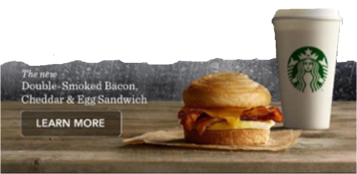 The new
Double-Smoked Bacon,
Cheddar & Egg Sandwich
LEARN MORE